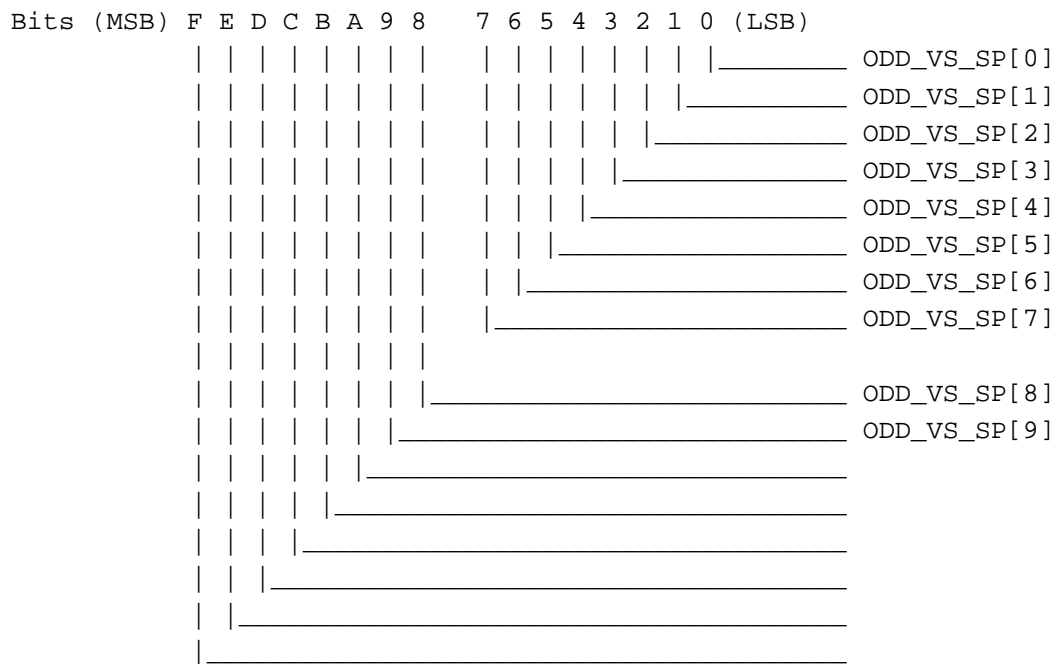 Bits (MSB) F E D C B A 9 8 7 6 5 4 3 2 1 0 (LSB)
ODD_VS_SP[0]
ODD_VS_SP[1]
ODD_VS_SP[2]
ODD_VS_SP[3]
ODD_VS_SP[4]
ODD_VS_SP[5]
ODD_VS_SP[6]
ODD_VS_SP[7]
ODD_VS_SP[8]
ODD_VS_SP[9]